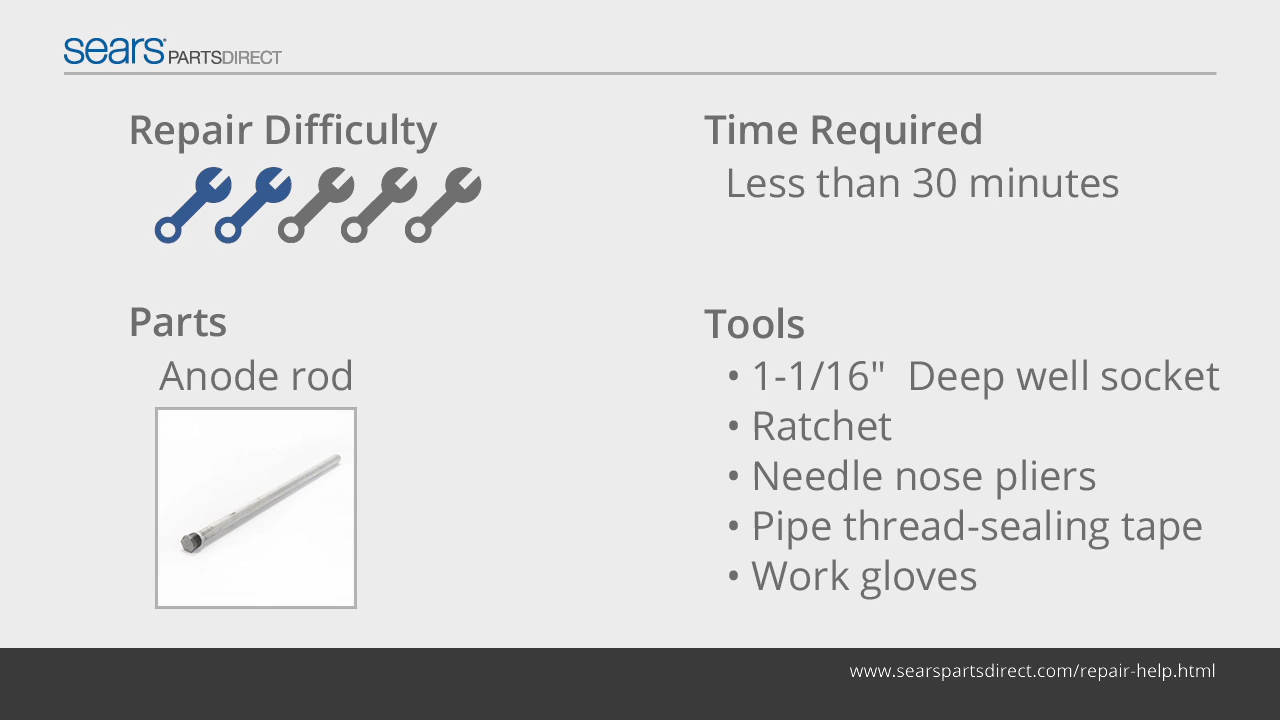 sears PARTSDIRECT
Repair Difficulty
Time Required
Less than 30 minutes
Parts
Anode rod
Tools
• 1-1/16" Deep well socket
• Ratchet
• Needle nose pliers
• Pipe thread-sealing tape
• Work gloves
www.searspartsdirect.com/repair-help.html